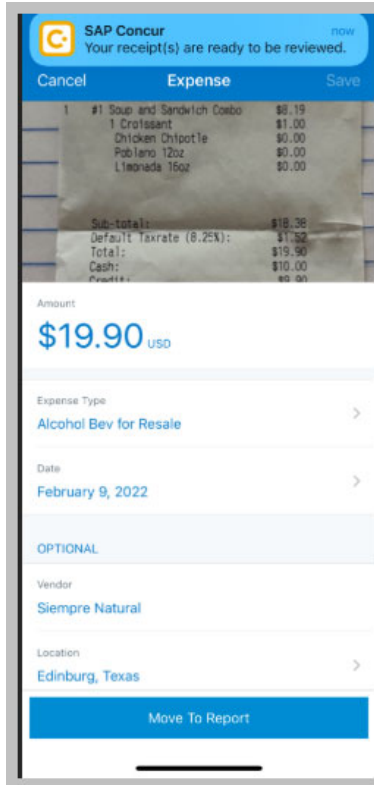 SAP Concur now
Your receipt(s) are ready to be reviewed.
Cancel Expense Save
1 #1 Soup and Sandwich Combo $8.19
1 Croissant $1.00
Chicken Chipotle $0.00
Poblano 12oz $0.00
Limonada 16oz $0.00
Sub-total: $18.38
Default Taxrate (8.25%): $1.52
Total: $19.90
Cash: $10.00
Credit: $9.90
Amount
$19.90 USD
Expense Type
Alcohol Bev for Resale
Date
February 9, 2022
OPTIONAL
Vendor
Siempre Natural
Location
Edinburg, Texas
Move To Report